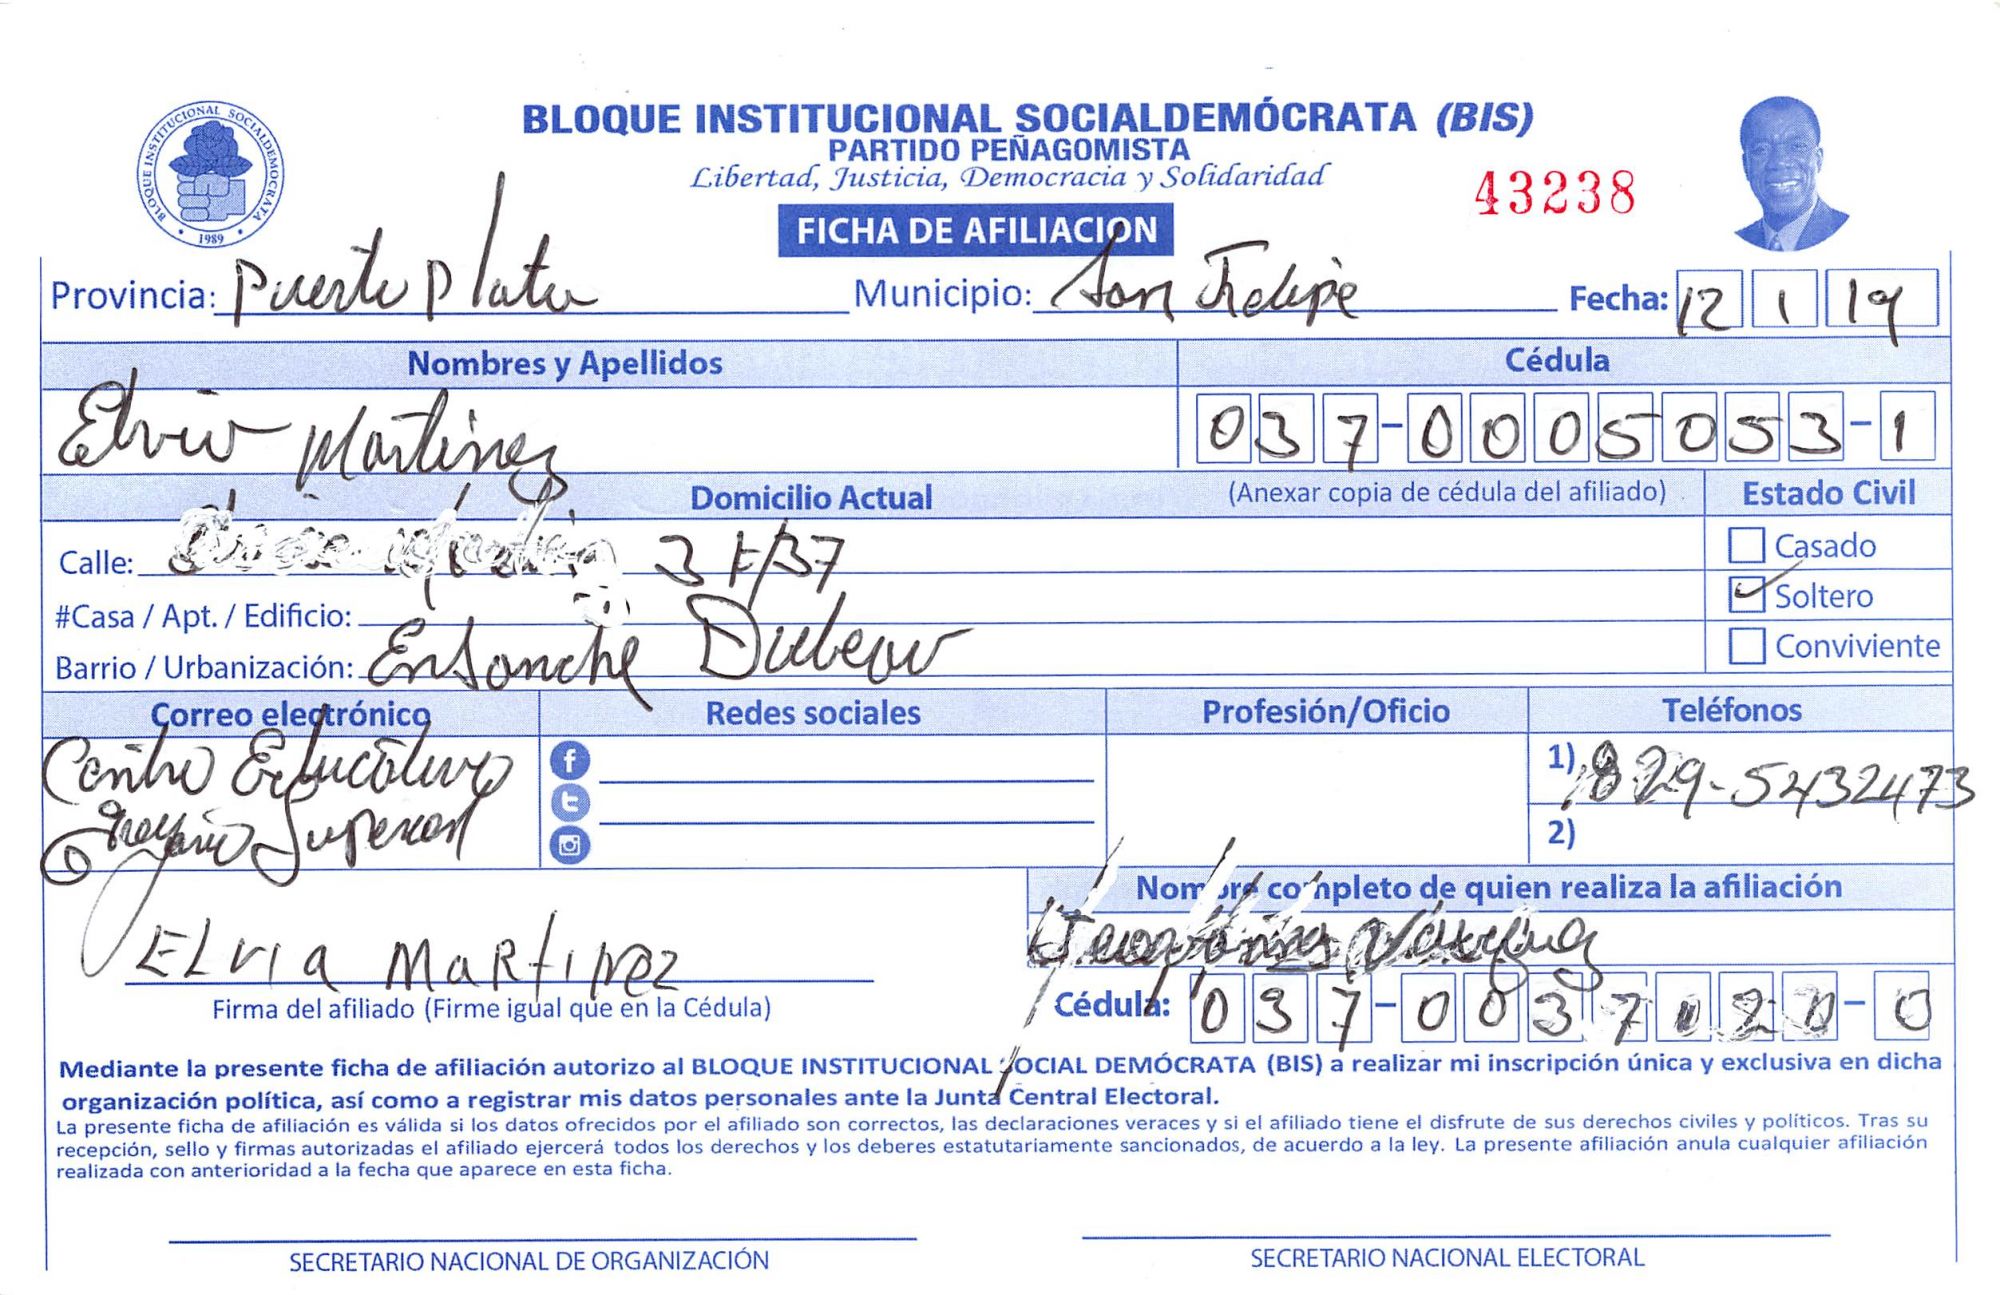 BLOQUE INSTITUCIONAL SOCIALDEMÓCRATA (BIS)
PARTIDO PEÑAGOMISTA
Libertad, Justicia, Democracia y Solidaridad
43238
BLOQUE INSTITUCIONAL SOCIALDEMOCRATA
1989
FICHA DE AFILIACION
Provincia: Puerto Plata Municipio: San Felipe Fecha: 12 1 19
Nombres y Apellidos Cédula
Elvia Martinez 037-0005053-1
Domicilio Actual (Anexar copia de cédula del afiliado) Estado Civil
Calle: 37 Casado
#Casa / Apt. / Edificio: Soltero
Barrio / Urbanización: Ensanche Conviviente
Correo electrónico Redes sociales Profesión/Oficio Teléfonos
Centro Educativo 1) 829-5432473
2)
Nombre completo de quien realiza la afiliación
ELVIA MARTINEZ
Firma del afiliado (Firme igual que en la Cédula) Cédula: 037-0037020-0
Mediante la presente ficha de afiliación autorizo al BLOQUE INSTITUCIONAL SOCIAL DEMÓCRATA (BIS) a realizar mi inscripción única y exclusiva en dicha
organización política, así como a registrar mis datos personales ante la Junta Central Electoral.
La presente ficha de afiliación es válida si los datos ofrecidos por el afiliado son correctos, las declaraciones veraces y si el afiliado tiene el disfrute de sus derechos civiles y políticos. Tras su
recepción, sello y firmas autorizadas el afiliado ejercerá todos los derechos y los deberes estatutariamente sancionados, de acuerdo a la ley. La presente afiliación anula cualquier afiliación
realizada con anterioridad a la fecha que aparece en esta ficha.
SECRETARIO NACIONAL DE ORGANIZACIÓN SECRETARIO NACIONAL ELECTORAL